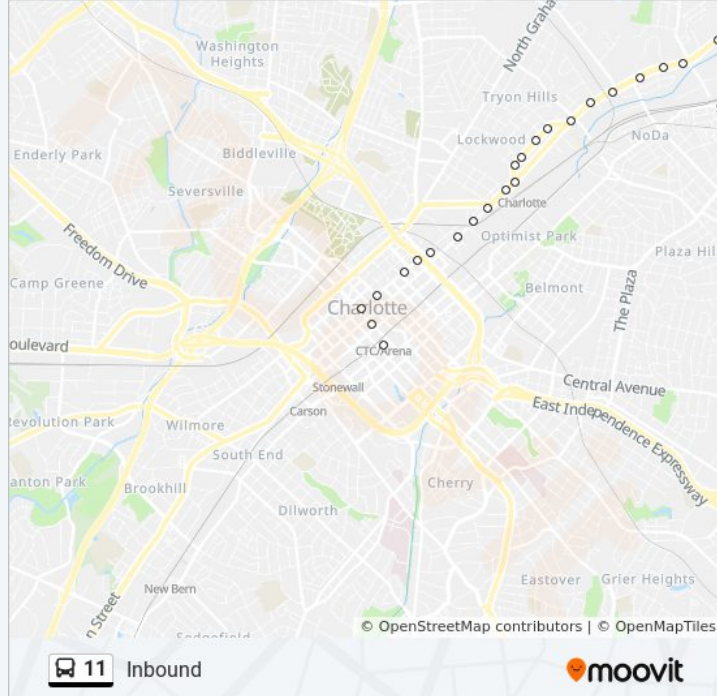 North Graha
Washington
Heights
Tryon Hills
Lockwood
NoDa
Enderly Park
Biddleville
Seversville
Charlotte
Optimist Park
Freedom Drive
Plaza Hil
Camp Greene
Belmont
The Plaza
Charlotte
oulevard
CTC/Arena
Stonewall
Central Avenue
Carson
East Independence Expressway
Revolution Park
Wilmore
South End
anton Park
Brookhill
Cherry
Dilworth
New Bern
Eastover
Grier Heights
n Street
Sedgefield
© OpenStreetMap contributors | © OpenMapTiles
11 Inbound
moovit